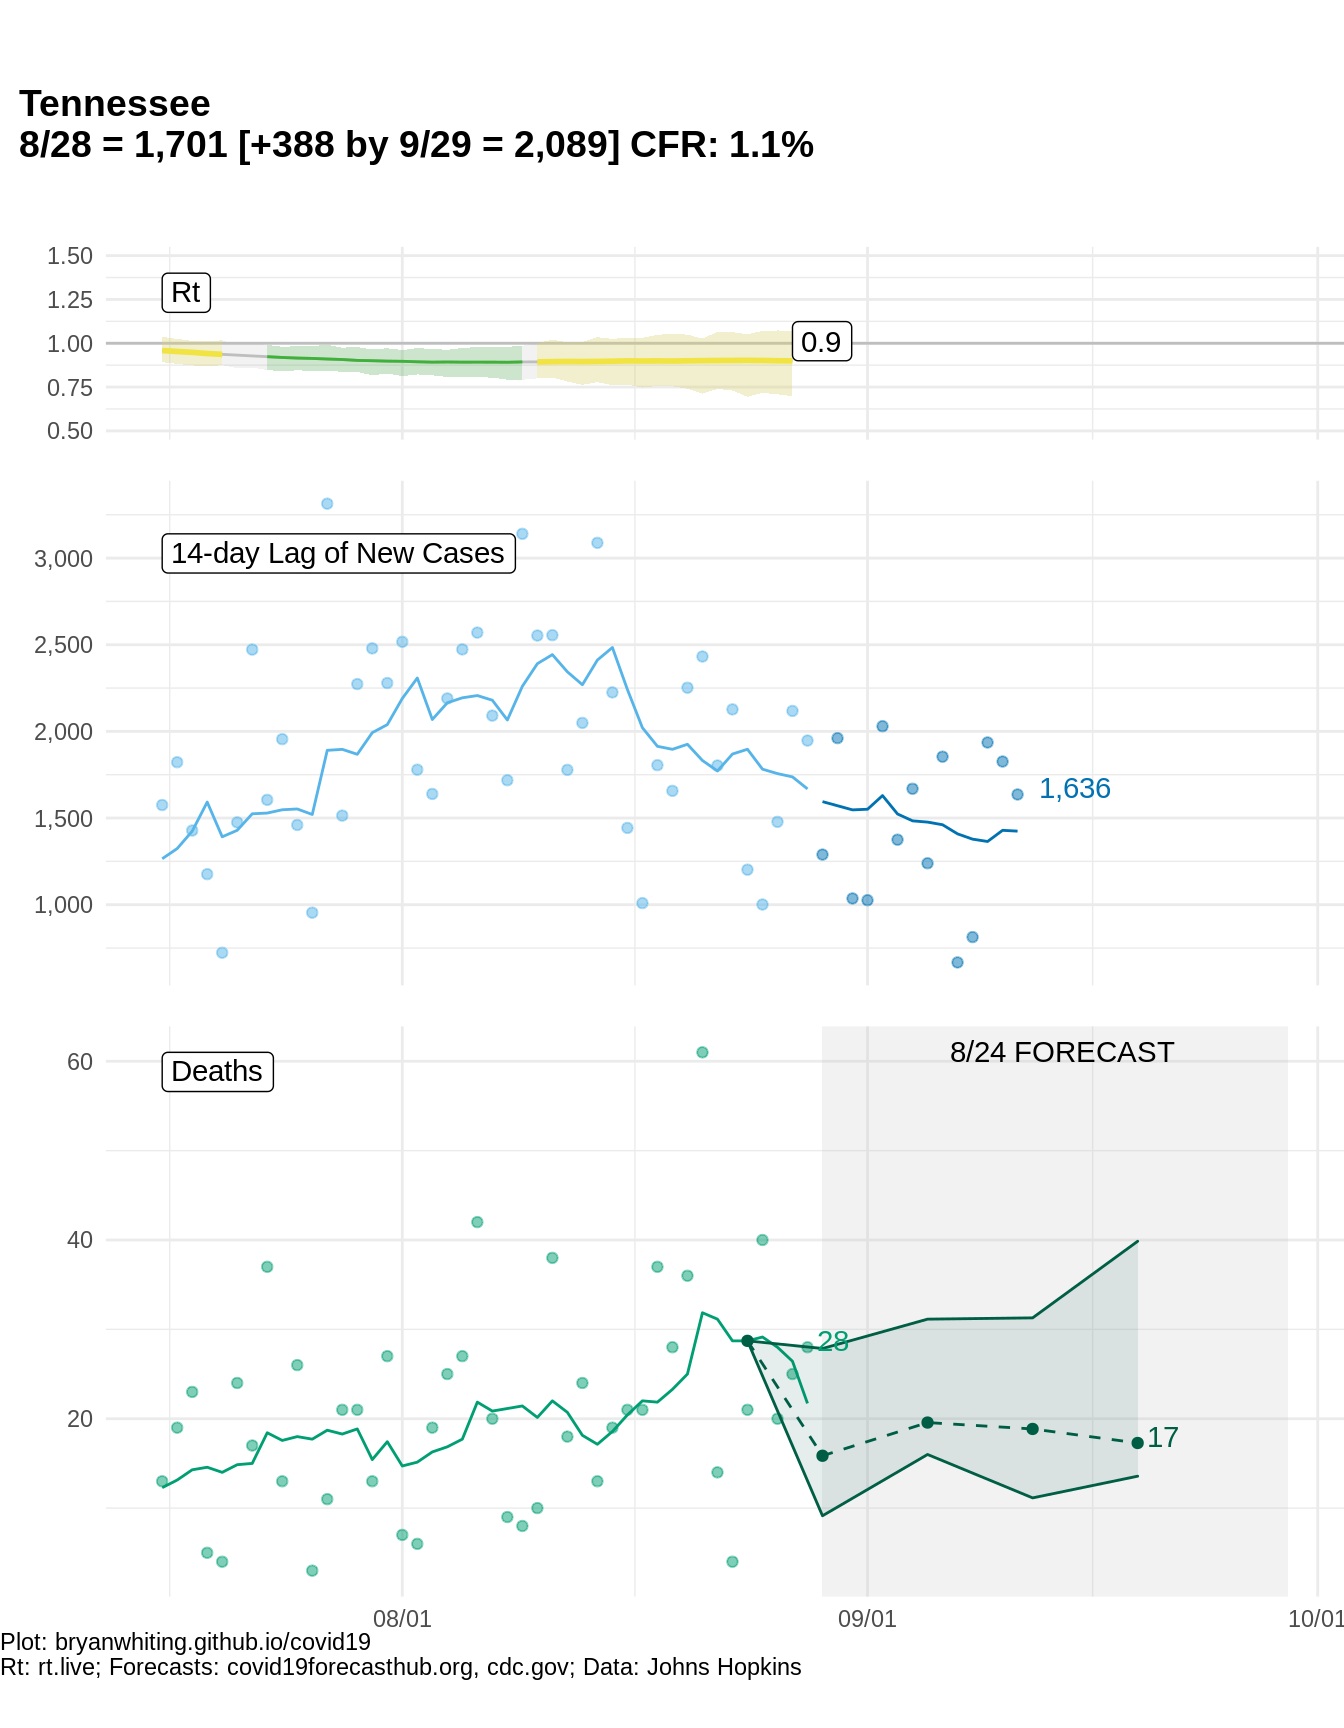 Tennessee
8/28 = 1,701 [+388 by 9/29 = 2,089] CFR: 1.1%
1.50
1.25
1.00
0.75
0.50
Rt
0.9
3,000
2,500
2,000
1,500
1,000
14-day Lag of New Cases
1,636
60
40
20
Deaths
8/24 FORECAST
28
17
08/01
09/01
10/01
Plot: bryanwhiting.github.io/covid19
Rt: rt.live; Forecasts: covid19forecasthub.org, cdc.gov; Data: Johns Hopkins